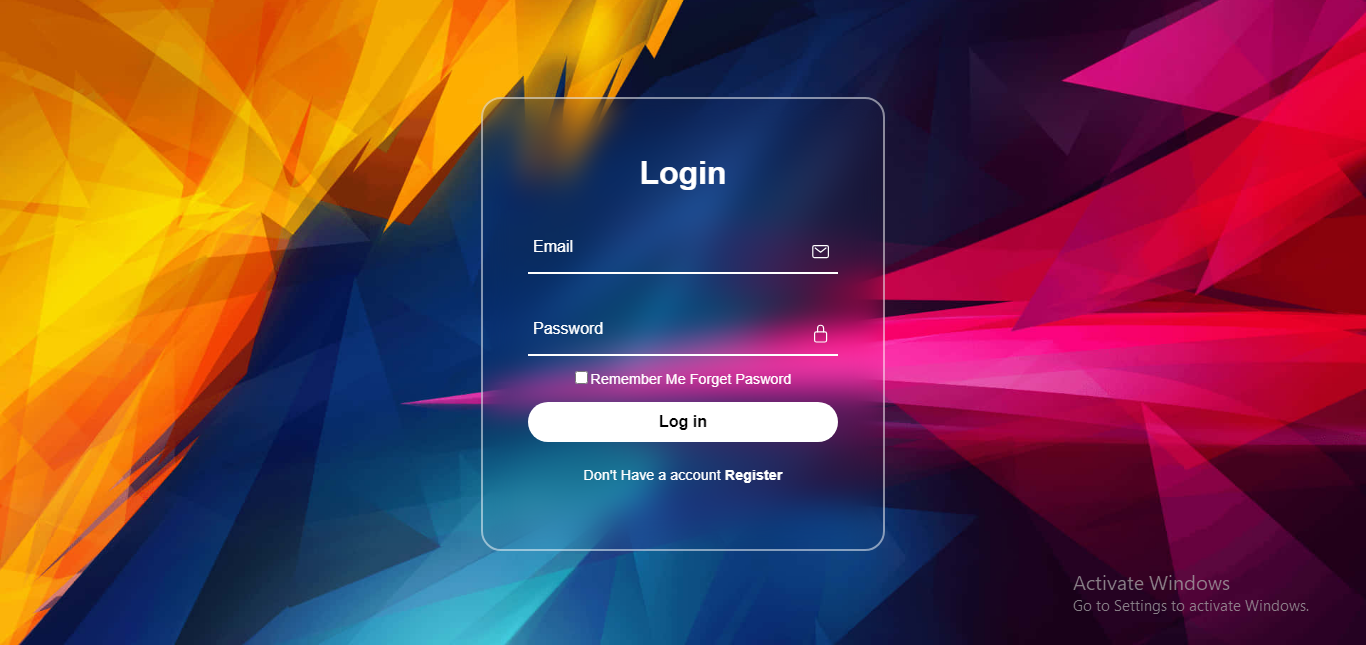 Login
Email
Password
Remember Me Forget Pasword
Log in
Don't Have a account Register
Activate Windows
Go to Settings to activate Windows.